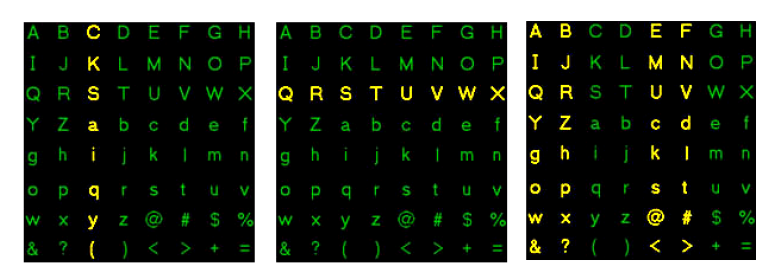 A B C D E F G H
I J K L M N O P
Q R S T U V W X
Y Z a b c d e f
g h i j k l m n
o p q r s t u v
w x y z @ # $ %
& ? ( ) < > + =
A B C D E F G H
I J K L M N O P
Q R S T U V W X
Y Z a b c d e f
g h i j k l m n
o p q r s t u v
w x y z @ # $ %
& ? ( ) < > + =
A B C D E F G H
I J K L M N O P
Q R S T U V W X
Y Z a b c d e f
g h i j k l m n
o p q r s t u v
w x y z @ # $ %
& ? ( ) < > + =